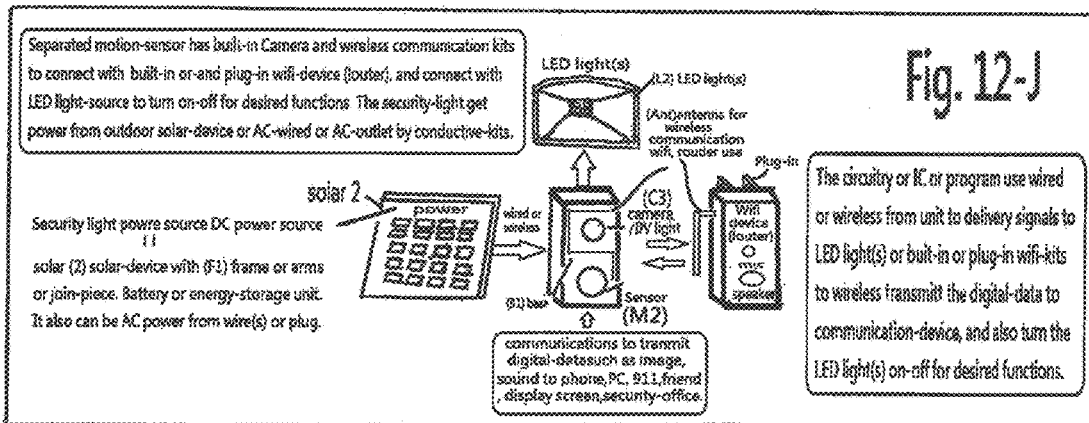 Separated motion-sensor has built-in Camera and wireless communication kits
to connect with built-in or-and plug-in wifi-device (louter), and connect with
LED light-source to turn on-off for desired functions. The security-light get
power from outdoor solar-device or AC-wired or AC-outlet by conductive-kits.
LED light(s)
(L2) LED light(s)
Fig. 12-J
(Ant)antenns for
wireless
communication
wifi, rouder use
Plug-in
solar 2
power
Security light powre source DC power source
solar (2) solar-device with (F1) frame or arms
or join-piece. Battery or energy-storage unit.
It also can be AC power from wire(s) or plug.
wired or
wireless
(C3)
camera
/DV light
(B1) base
Sensor
(M2)
Wifi
device
(louter)
speaker
communications to tranmit
digital-datasuch as image,
sound to phone,PC, 911,friend
, display screen,security-office.
The circuitry or IC or program use wired
or wireless from unit to delivery signals to
LED light(s) or buit-in or plug-in wifi-kits
to wireless transmitt the digital-data to
communication-device, and also turn the
LED light(s) on-off for desired functions.